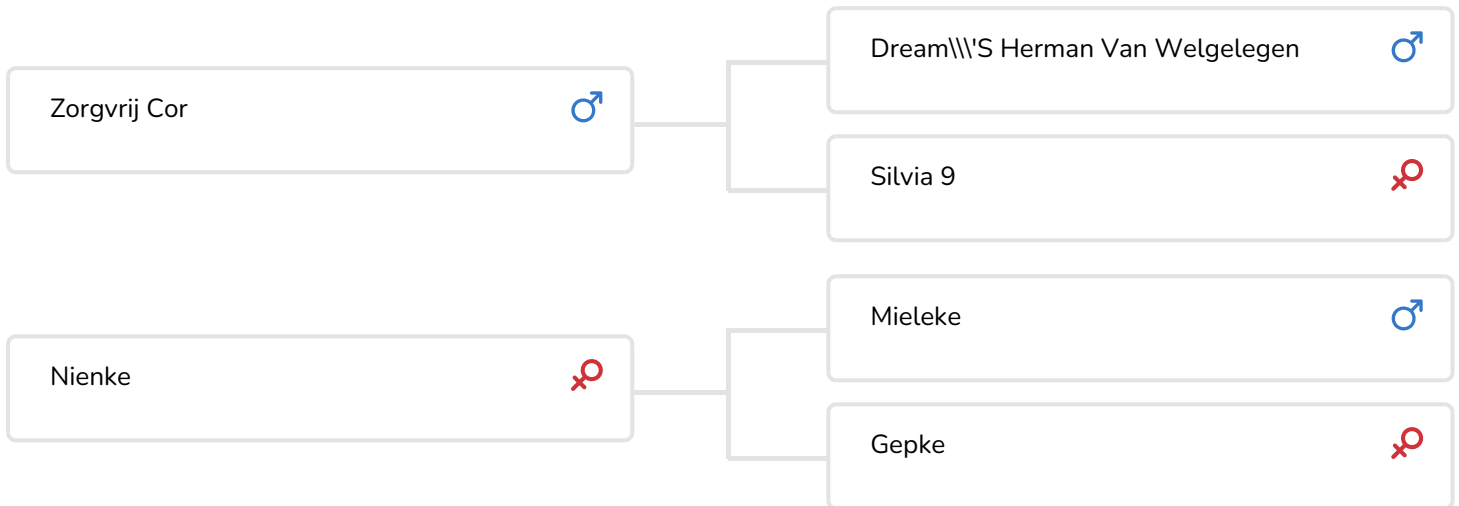 Zorgvrij Cor
Dream\\\'S Herman Van Welgelegen
Silvia 9
Nienke
Mieleke
Gepke